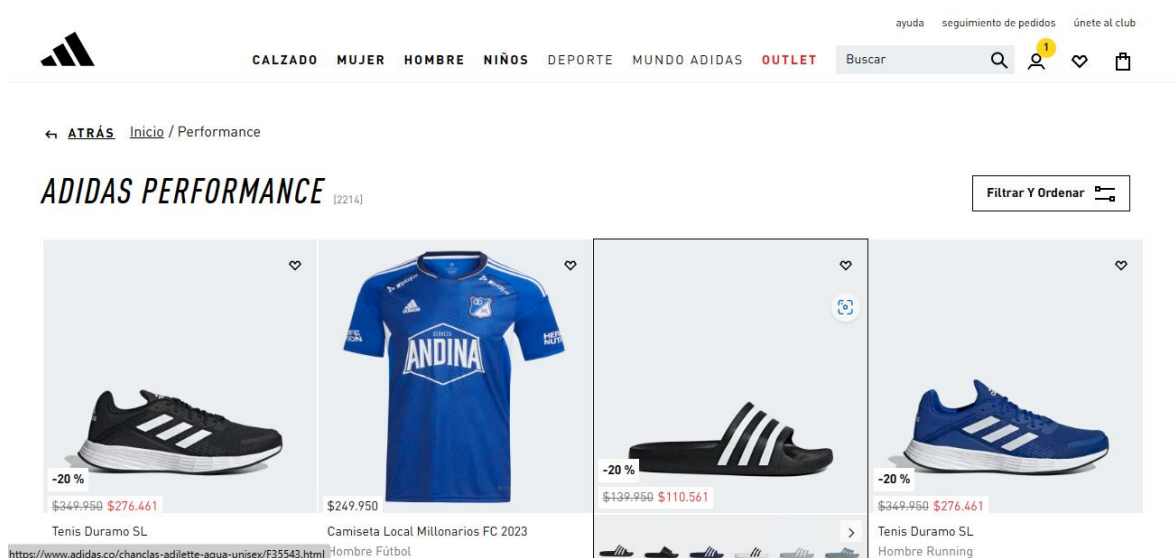 ayuda seguimiento de pedidos únete al club
CALZADO MUJER HOMBRE NIÑOS DEPORTE MUNDO ADIDAS OUTLET Buscar 1
ATRÁS Inicio / Performance
ADIDAS PERFORMANCE [2214]
Filtrar Y Ordenar
ANDINA
-20 %
$349.950 $276.461
Tenis Duramo SL
$249.950
Camiseta Local Millonarios FC 2023
Hombre Fútbol
-20 %
$139.950 $110.561
-20 %
$349.950 $276.461
Tenis Duramo SL
Hombre Running
https://www.adidas.co/chanclas-adilette-aqua-unisex/F35543.html